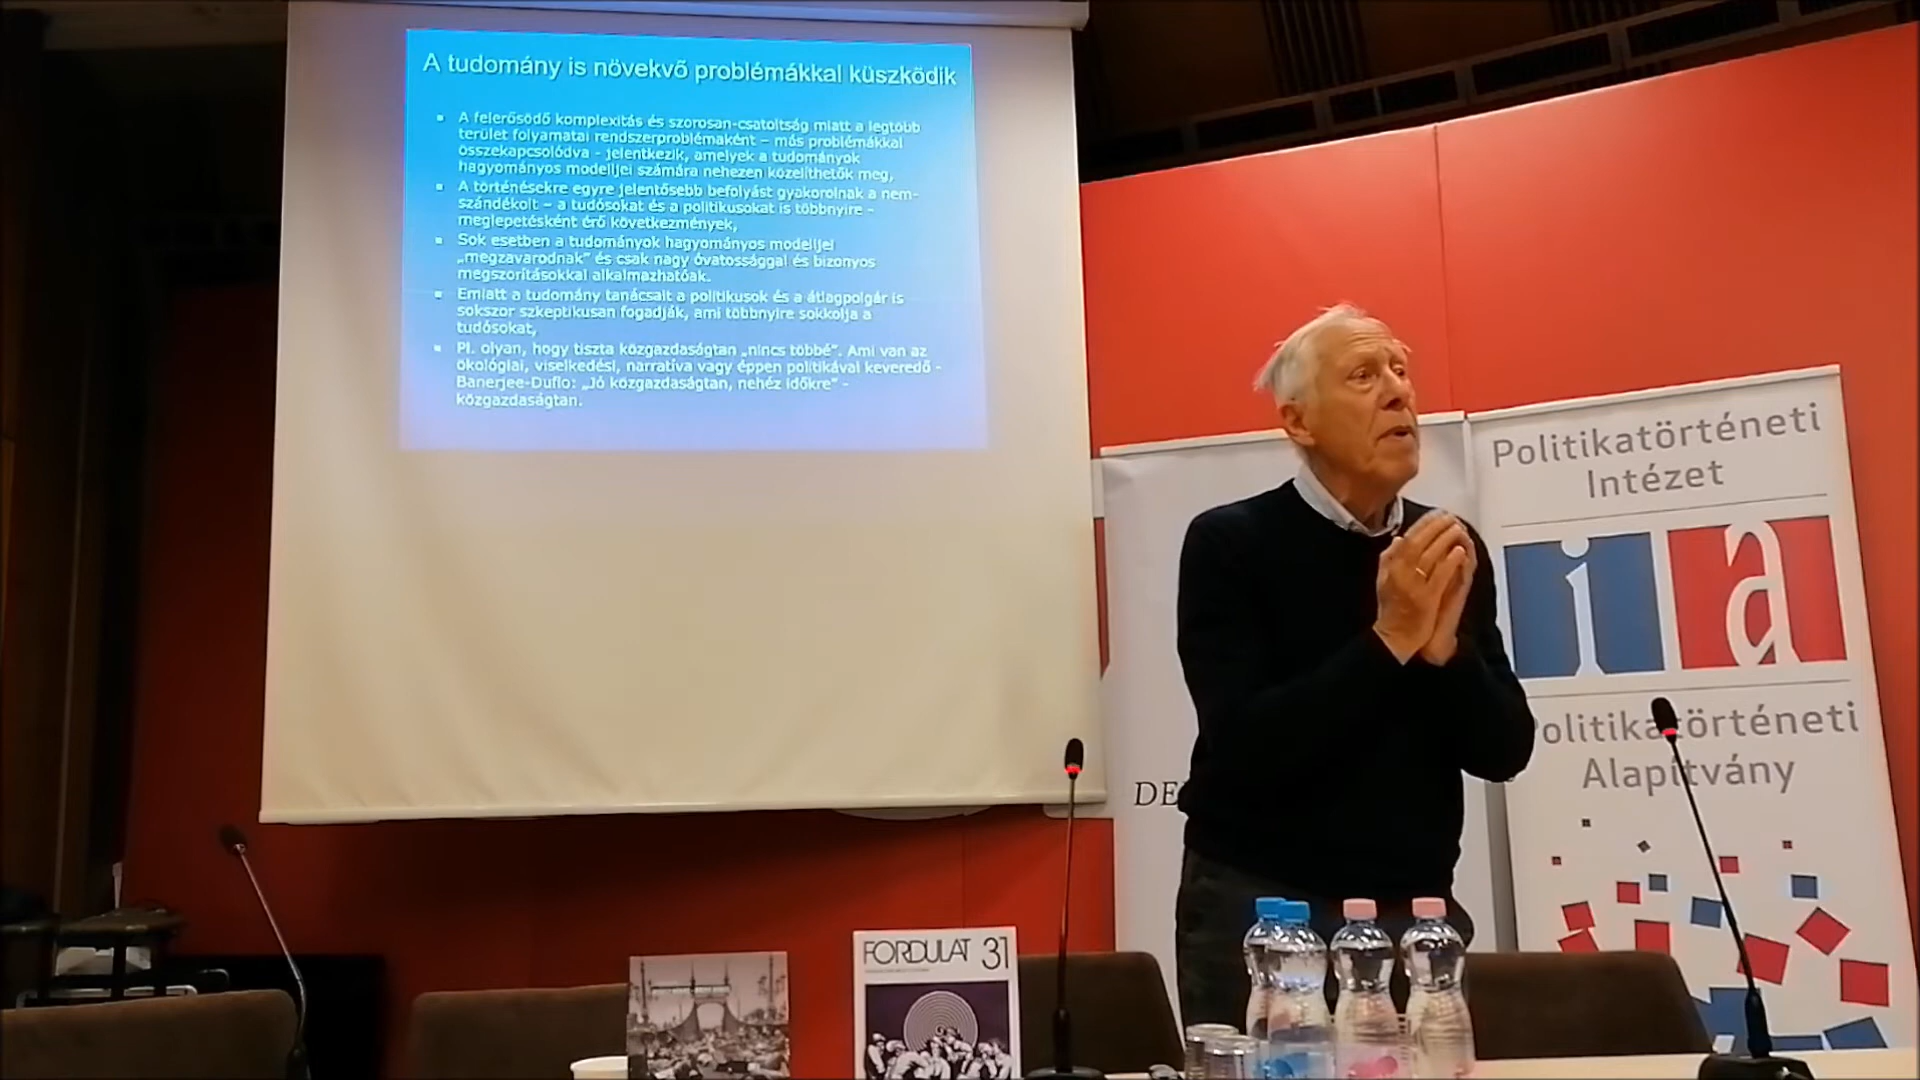 A tudomány is növekvő problémákkal küszködik
A felerősödő komplexitás és szorosan-csatoltság miatt a legtöbb
terület folyamatai rendszerproblémaként – más problémákkal
összekapcsolódva - jelentkezik, amelyek a tudományok
hagyományos modelljei számára nehezen közelíthetők meg,
A történésekre egyre jelentősebb befolyást gyakorolnak a nem-
szándékolt – a tudósokat és a politikusokat is többnyire –
meglepetésként érő következmények,
Sok esetben a tudományok hagyományos modelljei
„megzavarodnak” és csak nagy óvatossággal és bizonyos
megszorításokkal alkalmazhatóak.
Emiatt a tudomány tanácsait a politikusok és a átlagpolgár is
sokszor szkeptikusan fogadják, ami többnyire sokkolja a
tudósokat,
Pl. olyan, hogy tiszta közgazdaságtan „nincs többé”. Ami van az
ökológiai, viselkedési, narratíva vagy éppen politikával keveredő -
Banerjee-Duflo: „Jó közgazdaságtan, nehéz időkre” -
közgazdaságtan.
Politikatörténeti
Intézet
Politikatörténeti
Alapítvány
DE
FORDULAT 31